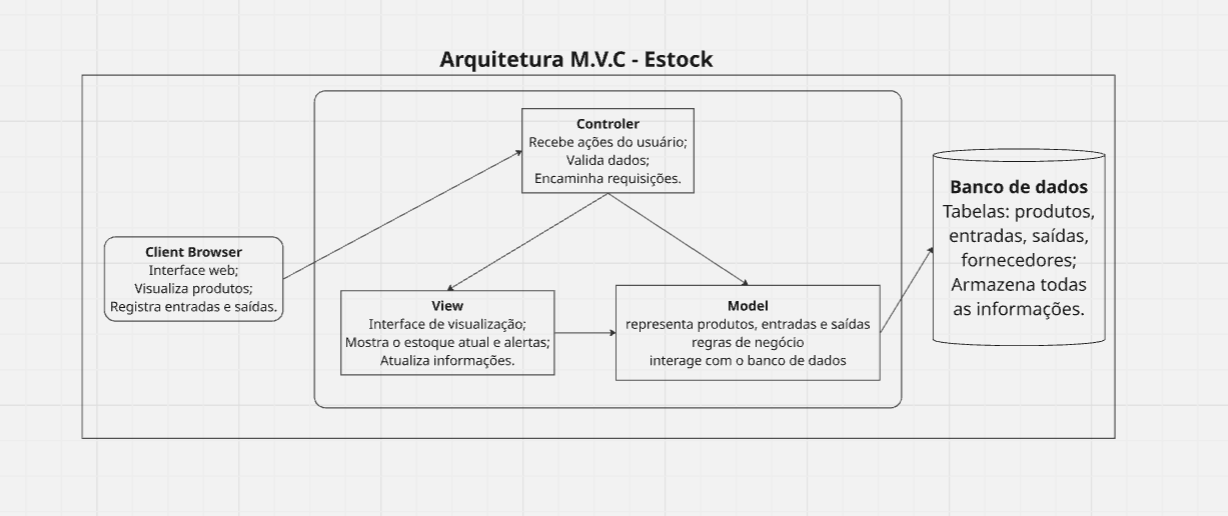 Arquitetura M.V.C - Estock
Controler
Recebe ações do usuário;
Valida dados;
Encaminha requisições.
Client Browser
Interface web;
Visualiza produtos;
Registra entradas e saídas.
View
Interface de visualização;
Mostra o estoque atual e alertas;
Atualiza informações.
Model
representa produtos, entradas e saídas
regras de negócio
interage com o banco de dados
Banco de dados
Tabelas: produtos,
entradas, saídas,
fornecedores;
Armazena todas
as informações.